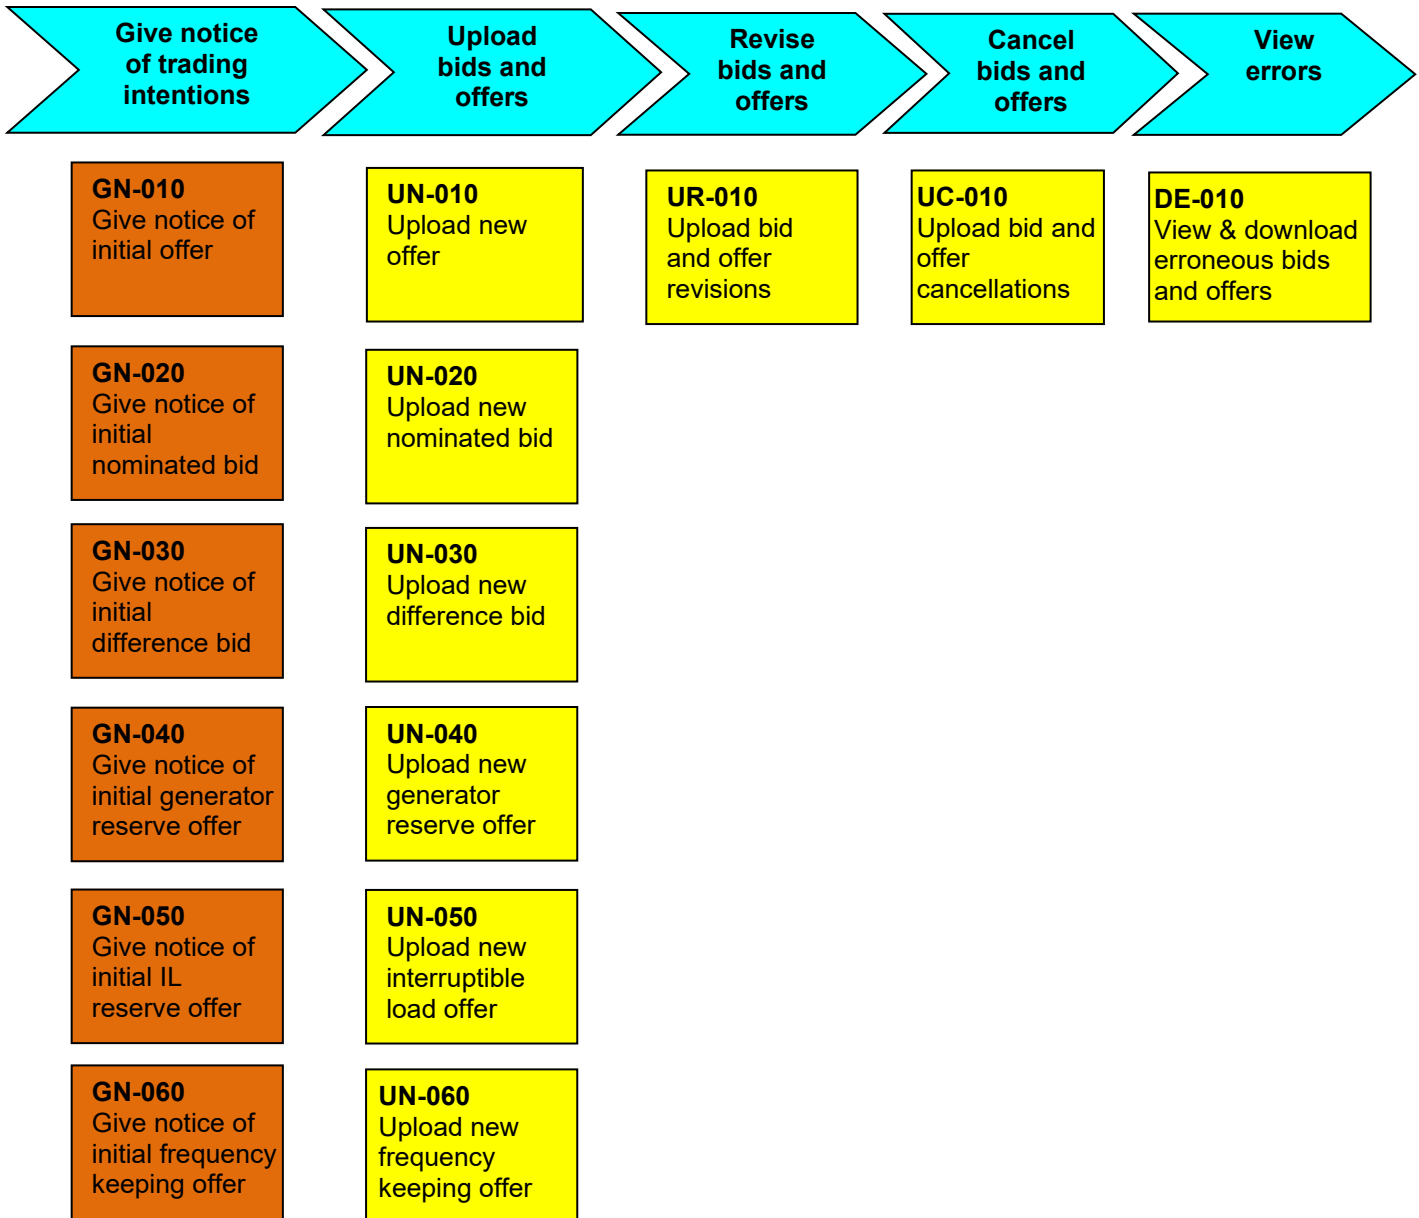 Give notice
of trading
intentions
Upload
bids and
offers
Revise
bids and
offers
Cancel
bids and
offers
View
errors
GN-010
Give notice of
initial offer
UN-010
Upload new
offer
UR-010
Upload bid
and offer
revisions
UC-010
Upload bid and
offer
cancellations
DE-010
View & download
erroneous bids
and offers
GN-020
Give notice of
initial
nominated bid
UN-020
Upload new
nominated bid
GN-030
Give notice of
initial
difference bid
UN-030
Upload new
difference bid
GN-040
Give notice of
initial generator
reserve offer
UN-040
Upload new
generator
reserve offer
GN-050
Give notice of
initial IL
reserve offer
UN-050
Upload new
interruptible
load offer
GN-060
Give notice of
initial frequency
keeping offer
UN-060
Upload new
frequency
keeping offer